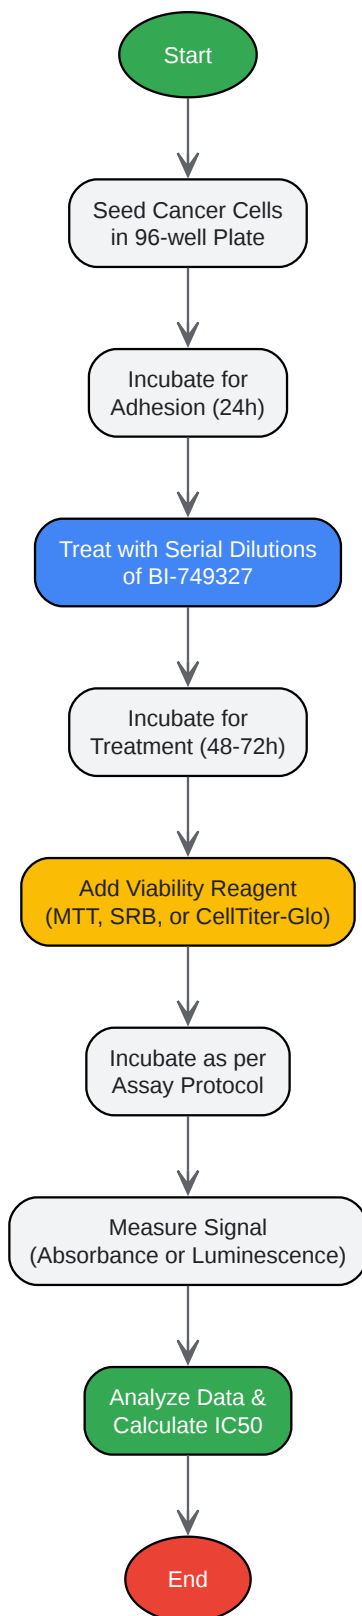 Start
Seed Cancer Cells
in 96-well Plate
Incubate for
Adhesion (24h)
Treat with Serial Dilutions
of BI-749327
Incubate for
Treatment (48-72h)
Add Viability Reagent
(MTT, SRB, or CellTiter-Glo)
Incubate as per
Assay Protocol
Measure Signal
(Absorbance or Luminescence)
Analyze Data &
Calculate IC50
End